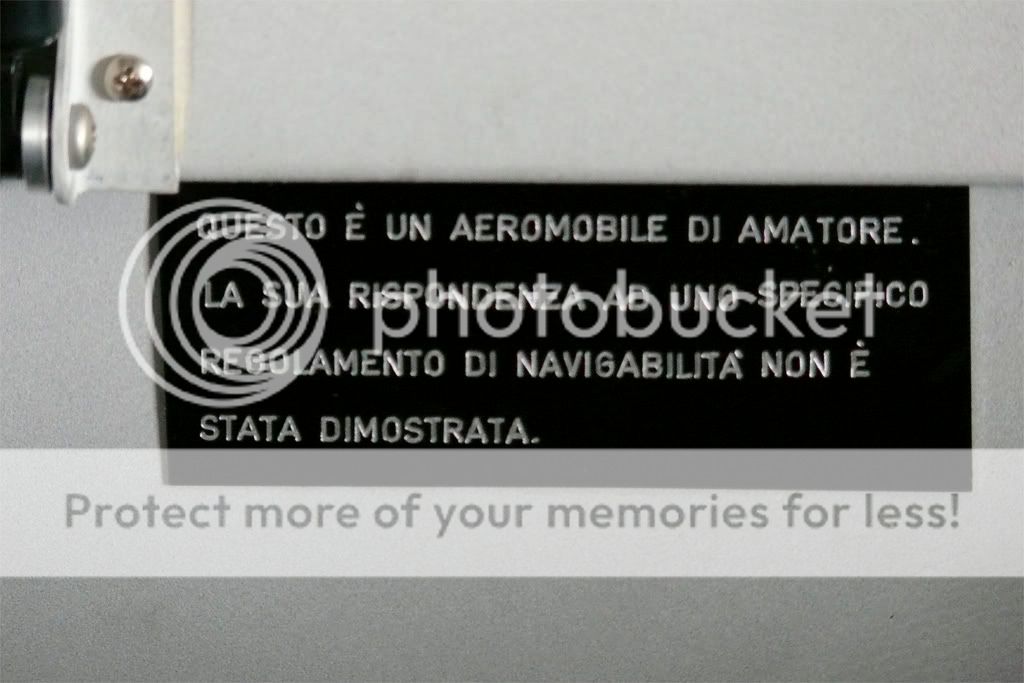 QUESTO È UN AEROMOBILE DI AMATORE.
LA SUA RISPONDENZA AD UNO SPECIFICO
photobucket
REGOLAMENTO DI NAVIGABILITÀ NON È
STATA DIMOSTRATA.
Protect more of your memories for less!